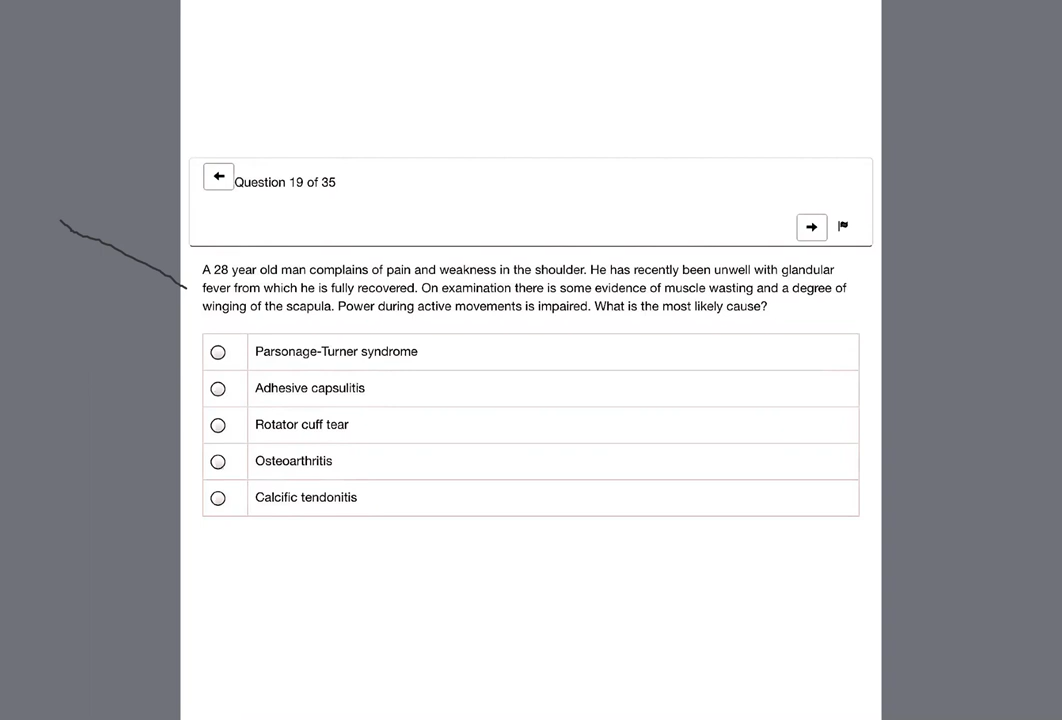 Question 19 of 35
A 28 year old man complains of pain and weakness in the shoulder. He has recently been unwell with glandular
fever from which he is fully recovered. On examination there is some evidence of muscle wasting and a degree of
winging of the scapula. Power during active movements is impaired. What is the most likely cause?
Parsonage-Turner syndrome
Adhesive capsulitis
Rotator cuff tear
Osteoarthritis
Calcific tendonitis